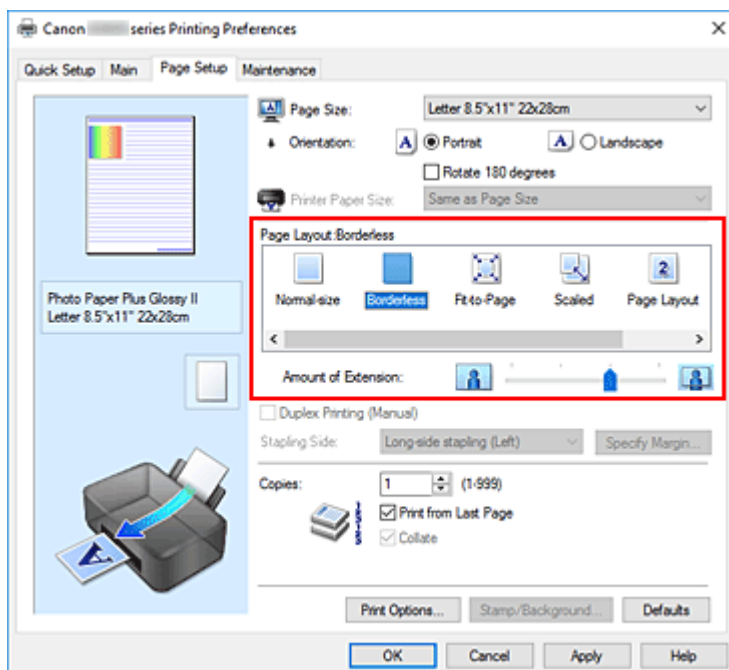 Canon series Printing Preferences
Quick Setup Main Page Setup Maintenance
Page Size: Letter 8.5"x11" 22x28cm
Orientation: A Portrait A Landscape
Rotate 180 degrees
Printer Paper Size: Same as Page Size
Page Layout:Borderless
2
Normal-size Borderless Fit-to-Page Scaled Page Layout
Photo Paper Plus Glossy II
Letter 8.5"x11" 22x28cm
Amount of Extension:
Duplex Printing (Manual)
Stapling Side: Long-side stapling (Left) Specify Margin...
Copies: 1 (1-999)
Print from Last Page
Collate
A
Print Options... Stamp/Background... Defaults
OK Cancel Apply Help